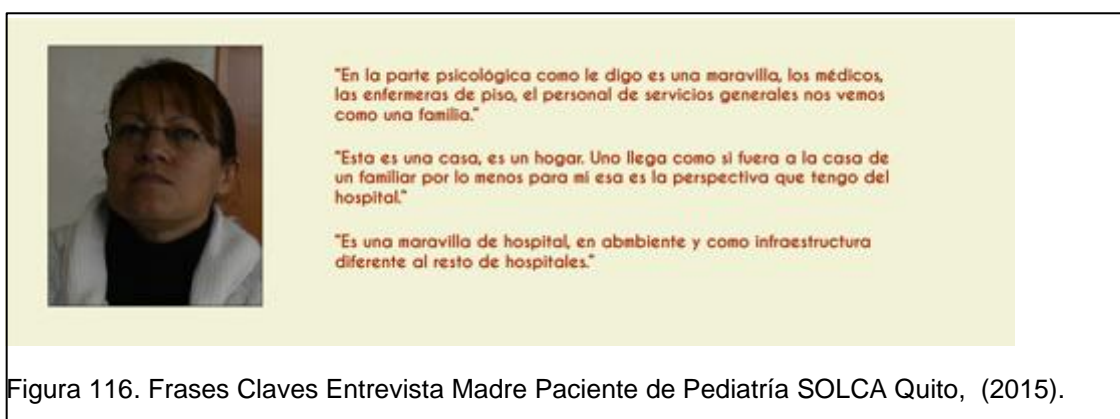 "En la parte psicológica como le digo es una maravilla, los médicos,
las enfermeras de piso, el personal de servicios generales nos vemos
como una familia."
"Esta es una casa, es un hogar. Uno llega como si fuera a la casa de
un familiar por lo menos para mi esa es la perspectiva que tengo del
hospital."
"Es una maravilla de hospital, en abmbiente y como infraestructura
diferente al resto de hospitales."
Figura 116. Frases Claves Entrevista Madre Paciente de Pediatría SOLCA Quito, (2015).